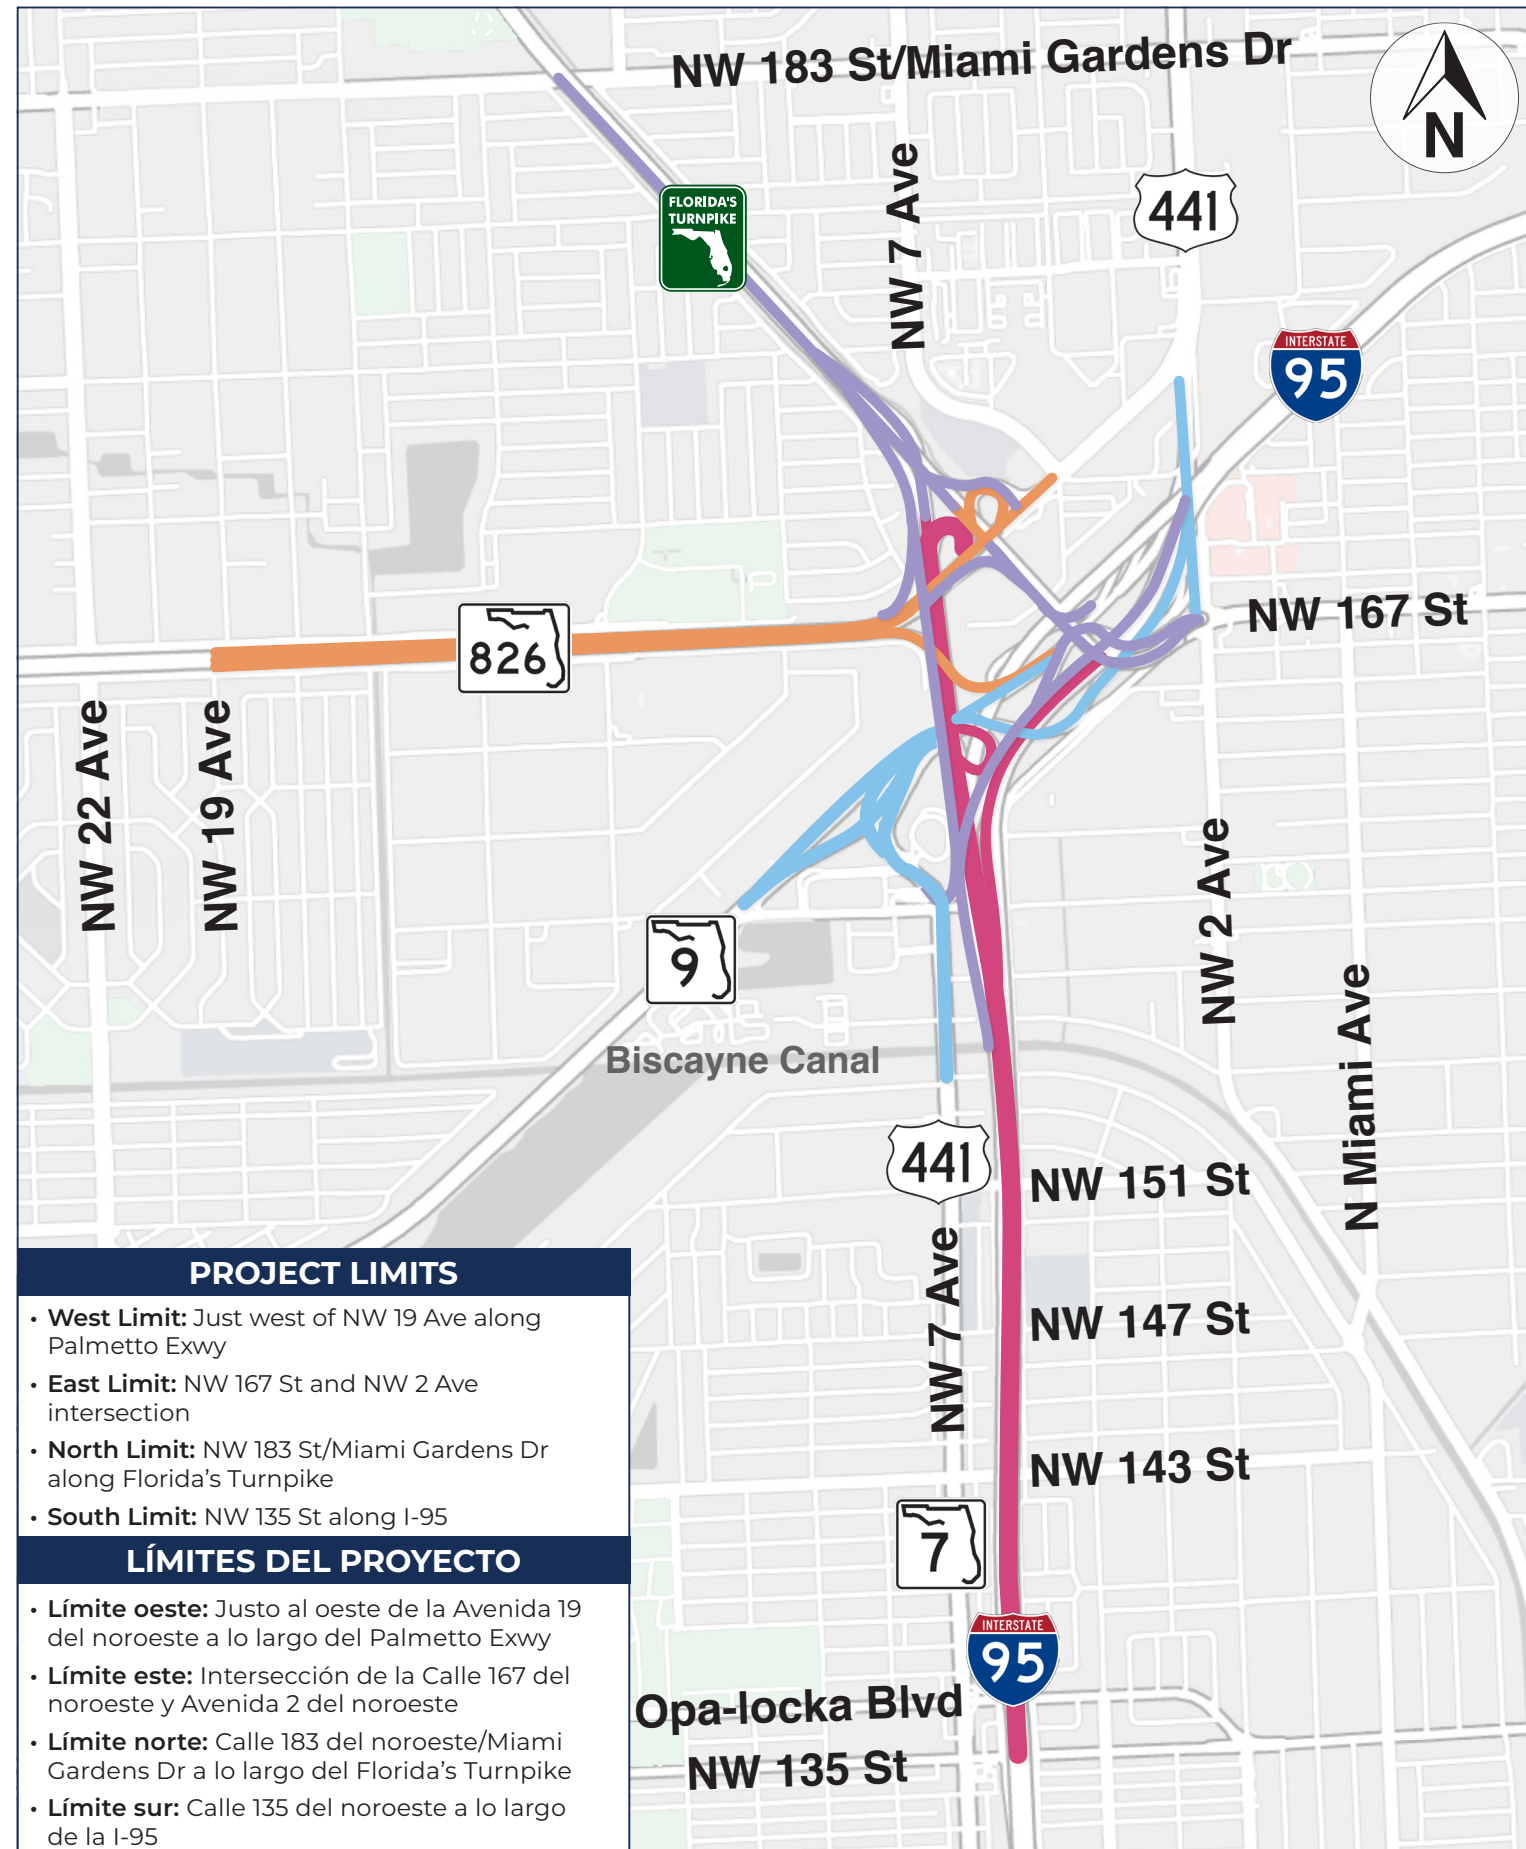 NW 183 St/Miami Gardens Dr
N
FLORIDA'S
TURNPIKE
NW 7 Ave
441
INTERSTATE
95
NW 167 St
826
NW 22 Ave
NW 19 Ave
NW 2 Ave
9
N Miami Ave
Biscayne Canal
441
NW 151 St
NW 7 Ave
NW 147 St
NW 143 St
7
INTERSTATE
95
Opa-locka Blvd
NW 135 St
PROJECT LIMITS
• West Limit: Just west of NW 19 Ave along
Palmetto Exwy
• East Limit: NW 167 St and NW 2 Ave
intersection
• North Limit: NW 183 St/Miami Gardens Dr
along Florida's Turnpike
• South Limit: NW 135 St along I-95
LÍMITES DEL PROYECTO
• Límite oeste: Justo al oeste de la Avenida 19
del noroeste a lo largo del Palmetto Exwy
• Límite este: Intersección de la Calle 167 del
noroeste y Avenida 2 del noroeste
• Límite norte: Calle 183 del noroeste/Miami
Gardens Dr a lo largo del Florida's Turnpike
• Límite sur: Calle 135 del noroeste a lo largo
de la I-95